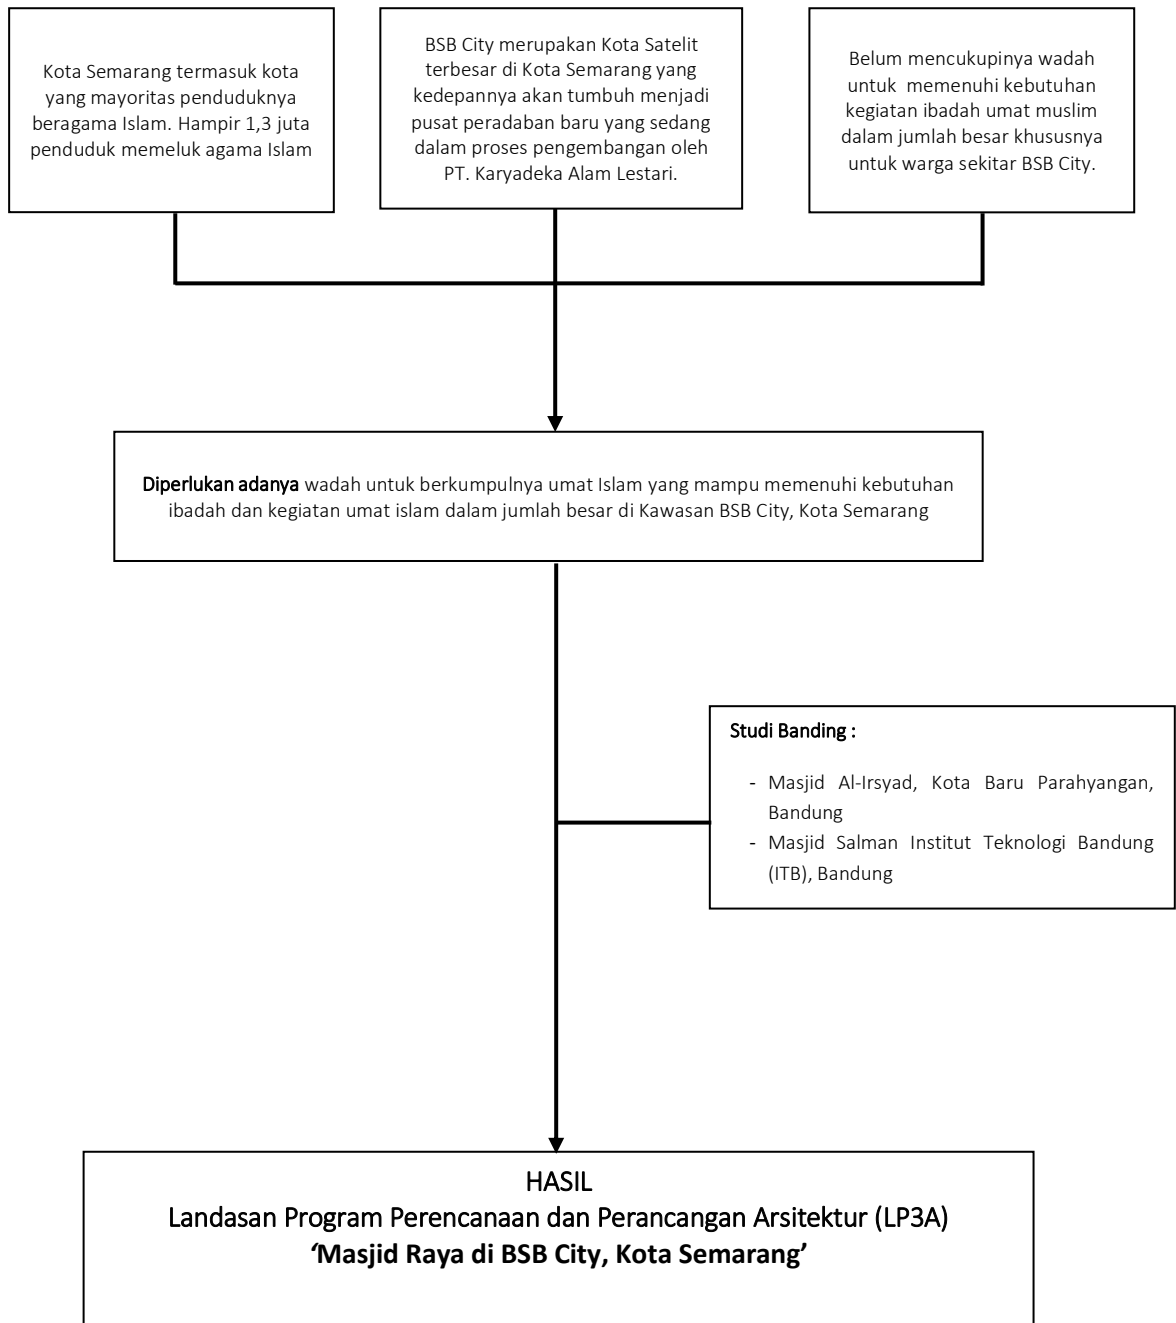 Kota Semarang termasuk kota
yang mayoritas penduduknya
beragama Islam. Hampir 1,3 juta
penduduk memeluk agama Islam
BSB City merupakan Kota Satelit
terbesar di Kota Semarang yang
kedepannya akan tumbuh menjadi
pusat peradaban baru yang sedang
dalam proses pengembangan oleh
PT. Karyadeka Alam Lestari.
Belum mencukupinya wadah
untuk memenuhi kebutuhan
kegiatan ibadah umat muslim
dalam jumlah besar khususnya
untuk warga sekitar BSB City.
Diperlukan adanya wadah untuk berkumpulnya umat Islam yang mampu memenuhi kebutuhan
ibadah dan kegiatan umat islam dalam jumlah besar di Kawasan BSB City, Kota Semarang
Studi Banding :
- Masjid Al-Irsyad, Kota Baru Parahyangan,
Bandung
- Masjid Salman Institut Teknologi Bandung
(ITB), Bandung
HASIL
Landasan Program Perencanaan dan Perancangan Arsitektur (LP3A)
‘Masjid Raya di BSB City, Kota Semarang’